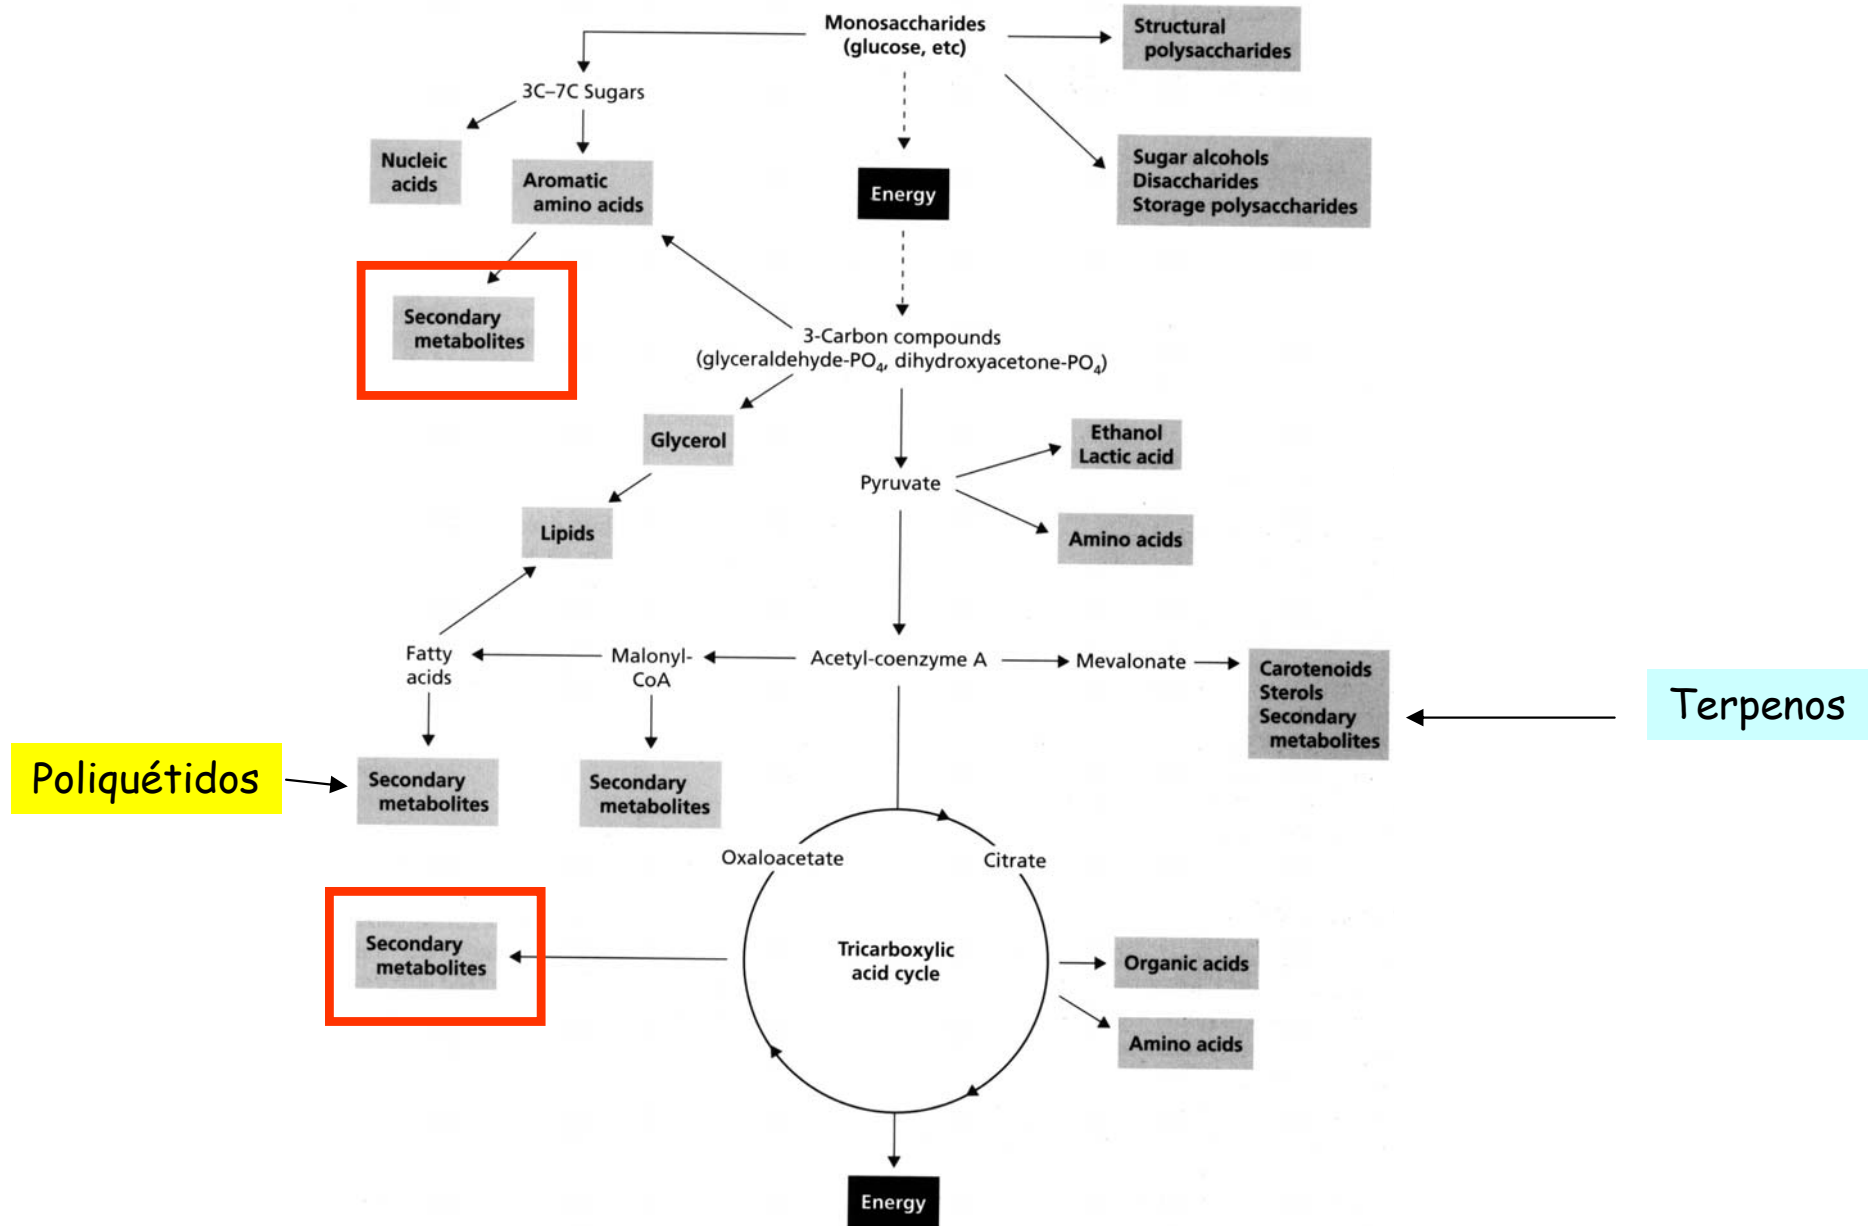 Monosaccharides
(glucose, etc)
Structural
polysaccharides
3C–7C Sugars
Nucleic
acids
Aromatic
amino acids
Energy
Sugar alcohols
Disaccharides
Storage polysaccharides
Secondary
metabolites
3-Carbon compounds
(glyceraldehyde-PO₄, dihydroxyacetone-PO₄)
Glycerol
Ethanol
Lactic acid
Pyruvate
Lipids
Amino acids
Fatty
acids
Malonyl-
CoA
Acetyl-coenzyme A
Mevalonate
Carotenoids
Sterols
Secondary
metabolites
Terpenos
Poliquétidos
Secondary
metabolites
Secondary
metabolites
Oxaloacetate
Citrate
Secondary
metabolites
Tricarboxylic
acid cycle
Organic acids
Amino acids
Energy